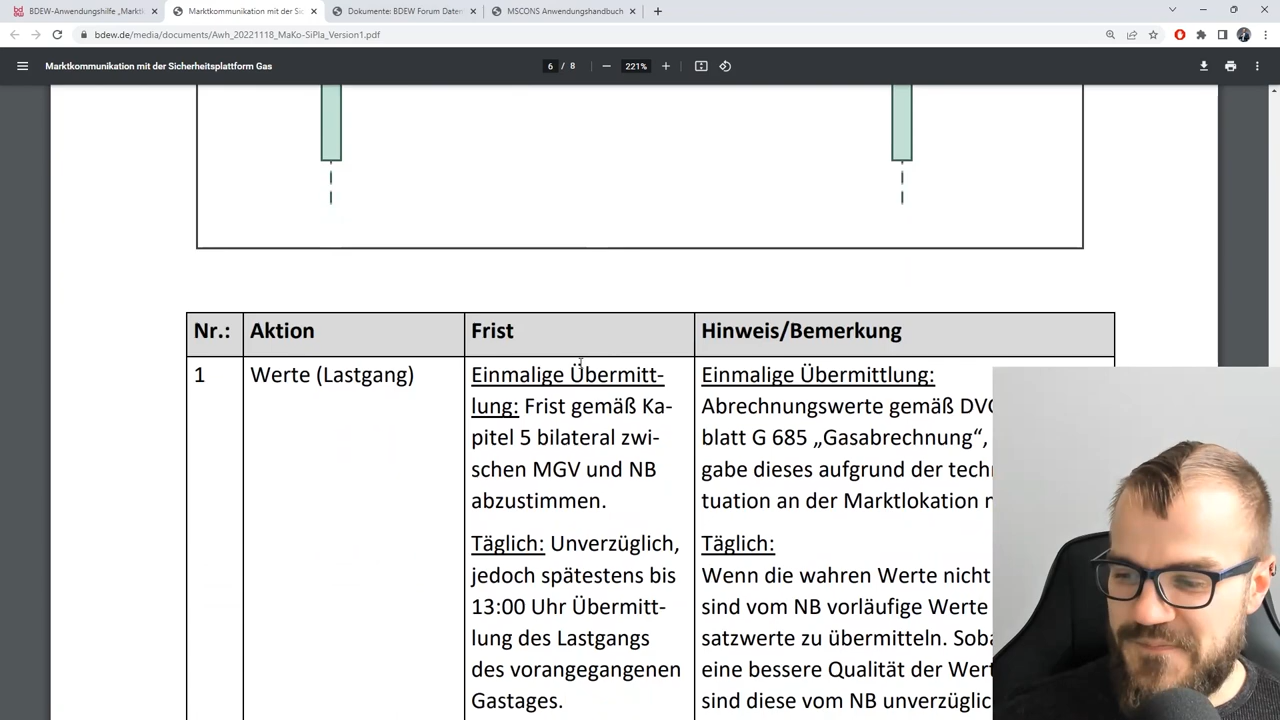 BDEW-Anwendungshilfe „Markt
Marktkommunikation mit der Sic
Dokumente: BDEW Forum Daten
MSCONS Anwendungshandbuch
bdew.de/media/documents/Awh_20221118_MaKo-SiPla_Version1.pdf
Marktkommunikation mit der Sicherheitsplattform Gas
6 / 8
221%
Nr.: Aktion Frist Hinweis/Bemerkung
1 Werte (Lastgang) Einmalige Übermitt- Einmalige Übermittlung:
lung: Frist gemäß Ka- Abrechnungswerte gemäß DVG
pitel 5 bilateral zwi- blatt G 685 „Gasabrechnung“,
schen MGV und NB gabe dieses aufgrund der tech
abzustimmen. tuation an der Marktlokation
Täglich: Unverzüglich, Täglich:
jedoch spätestens bis Wenn die wahren Werte nicht
13:00 Uhr Übermitt- sind vom NB vorläufige Werte
lung des Lastgangs satzwerte zu übermitteln. Soba
des vorangegangenen eine bessere Qualität der Wert
Gastages. sind diese vom NB unverzüglic